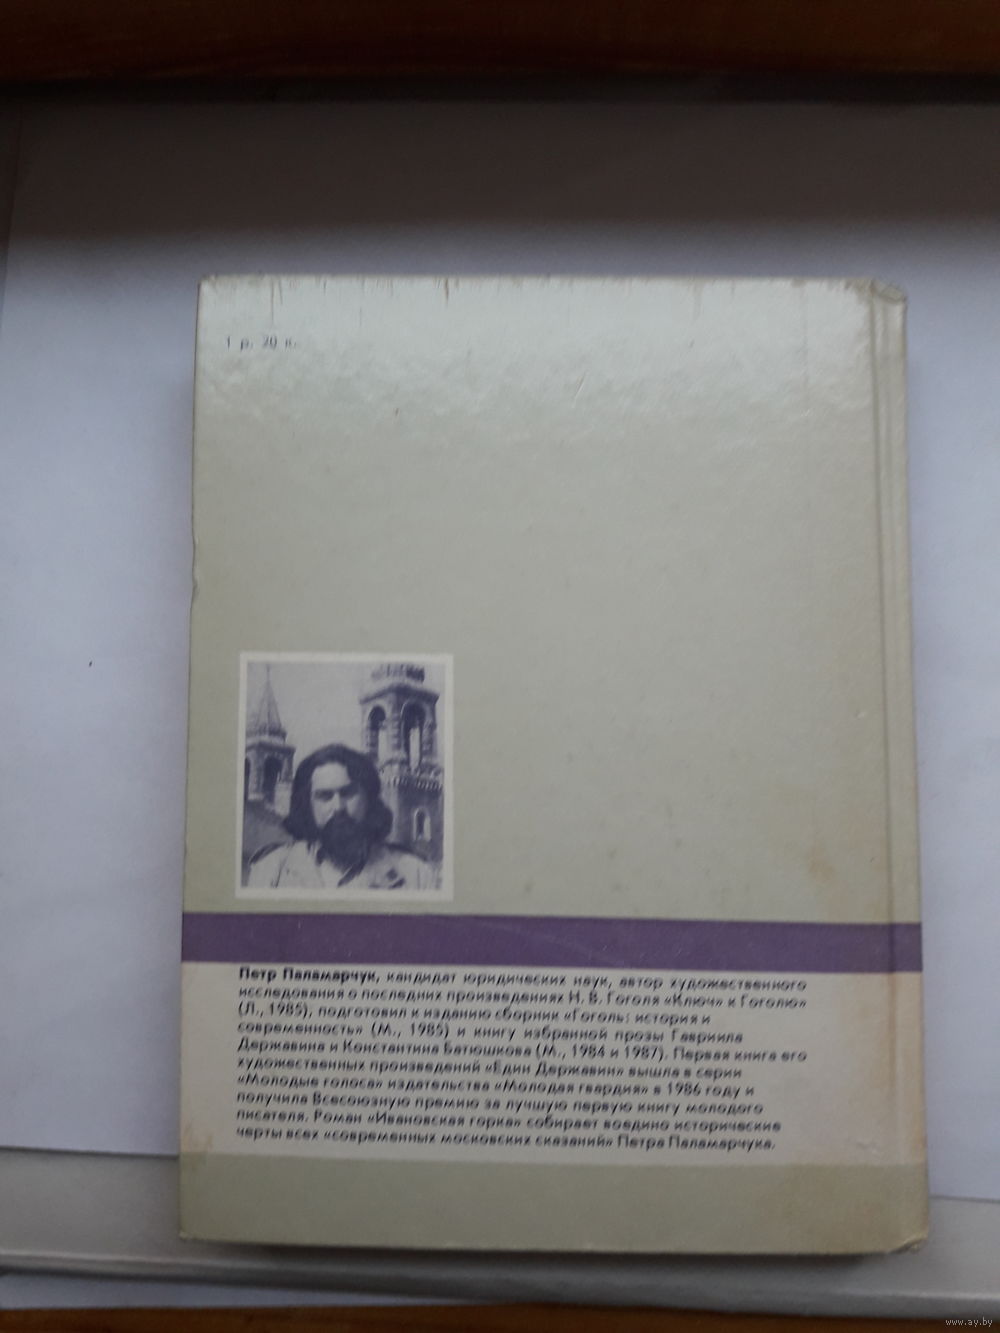 1 р. 20 к.
Петр Паламарчук, кандидат юридических наук, автор художественного
исследования о последних произведениях Н. В. Гоголя «Ключ» к Гоголю»
(Л., 1985), подготовил к изданию сборник «Гоголь: история и
современность» (М., 1985) и книгу избранной прозы Гавриила
Державина и Константина Батюшкова (М., 1984 и 1987). Первая книга его
художественных произведений «Един Державин» вышла в серии
«Молодые голоса» издательства «Молодая гвардия» в 1986 году и
получила Всесоюзную премию за лучшую первую книгу молодого
писателя. Роман «Ивановская горка» собирает воедино исторические
черты всех «современных московских сказаний» Петра Паламарчука.
www.ay.by